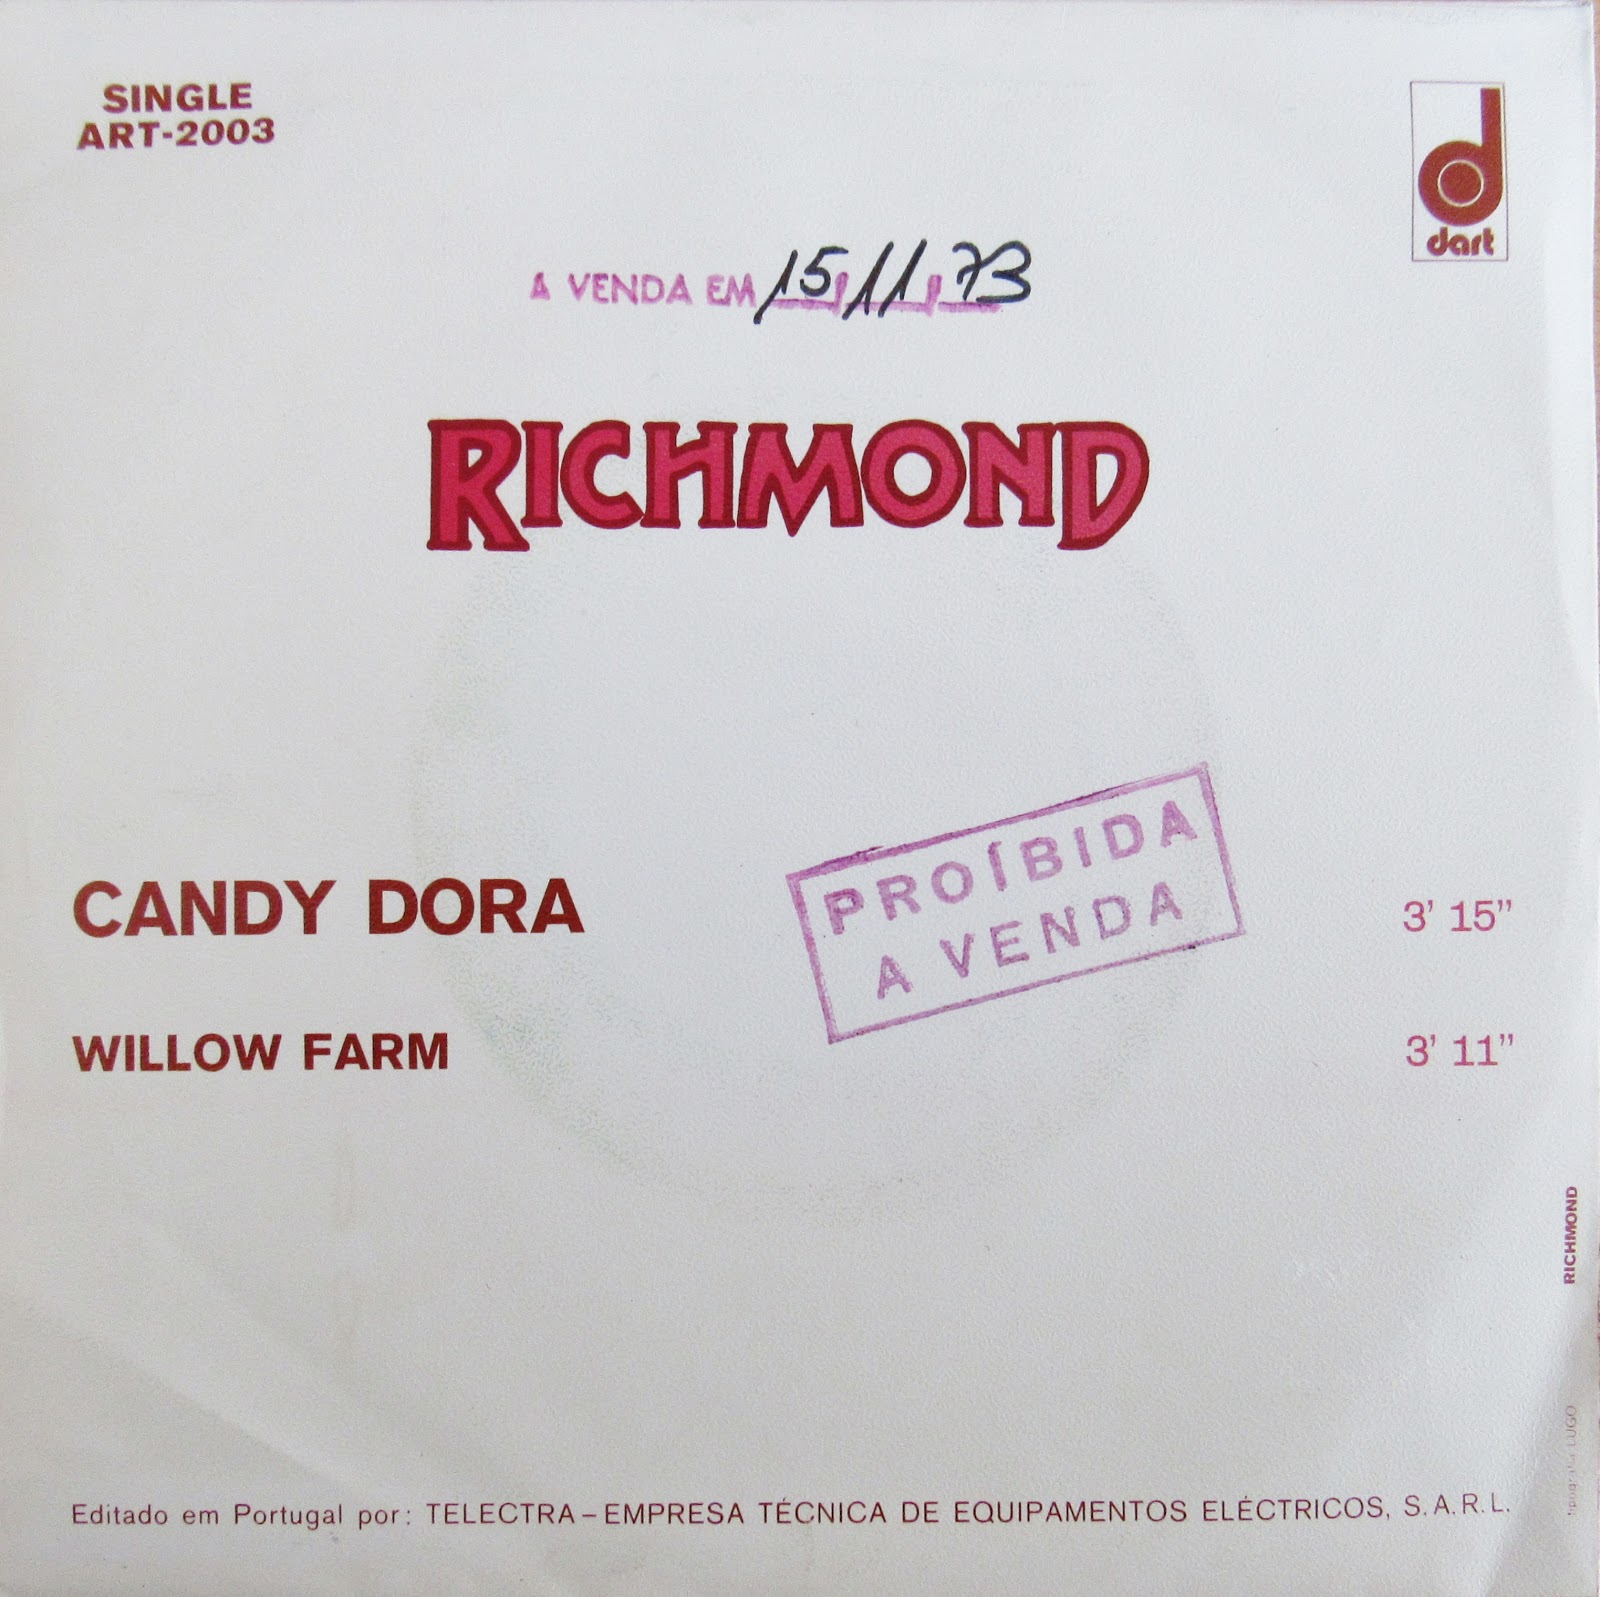 SINGLE
ART-2003
dart
A VENDA EM 15/11/73
RICHMOND
PROÍBIDA
A VENDA
CANDY DORA 3' 15"
WILLOW FARM 3' 11"
RICHMOND
LUGO
Editado em Portugal por: TELECTRA – EMPRESA TÉCNICA DE EQUIPAMENTOS ELÉCTRICOS, S.A.R.L.